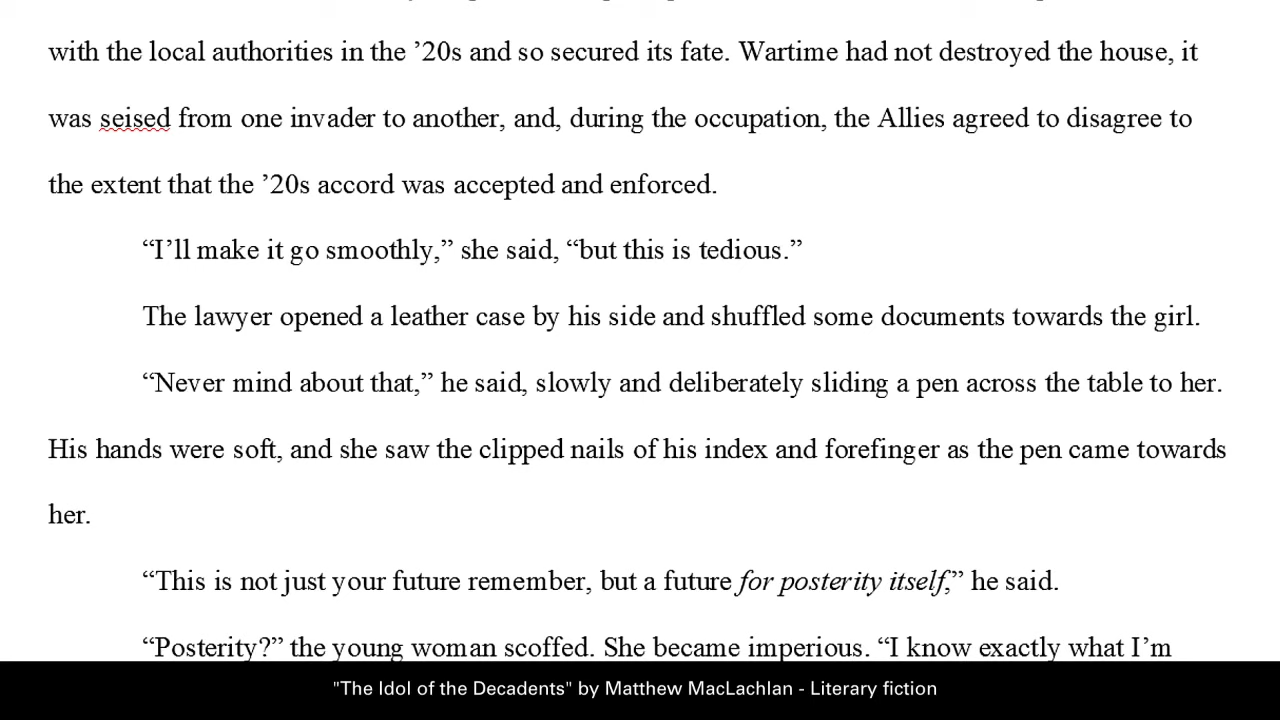 with the local authorities in the ’20s and so secured its fate. Wartime had not destroyed the house, it
was seised from one invader to another, and, during the occupation, the Allies agreed to disagree to
the extent that the ’20s accord was accepted and enforced.
“I’ll make it go smoothly,” she said, “but this is tedious.”
The lawyer opened a leather case by his side and shuffled some documents towards the girl.
“Never mind about that,” he said, slowly and deliberately sliding a pen across the table to her.
His hands were soft, and she saw the clipped nails of his index and forefinger as the pen came towards
her.
“This is not just your future remember, but a future for posterity itself,” he said.
“Posterity?” the young woman scoffed. She became imperious. “I know exactly what I’m
"The Idol of the Decadents" by Matthew MacLachlan - Literary fiction